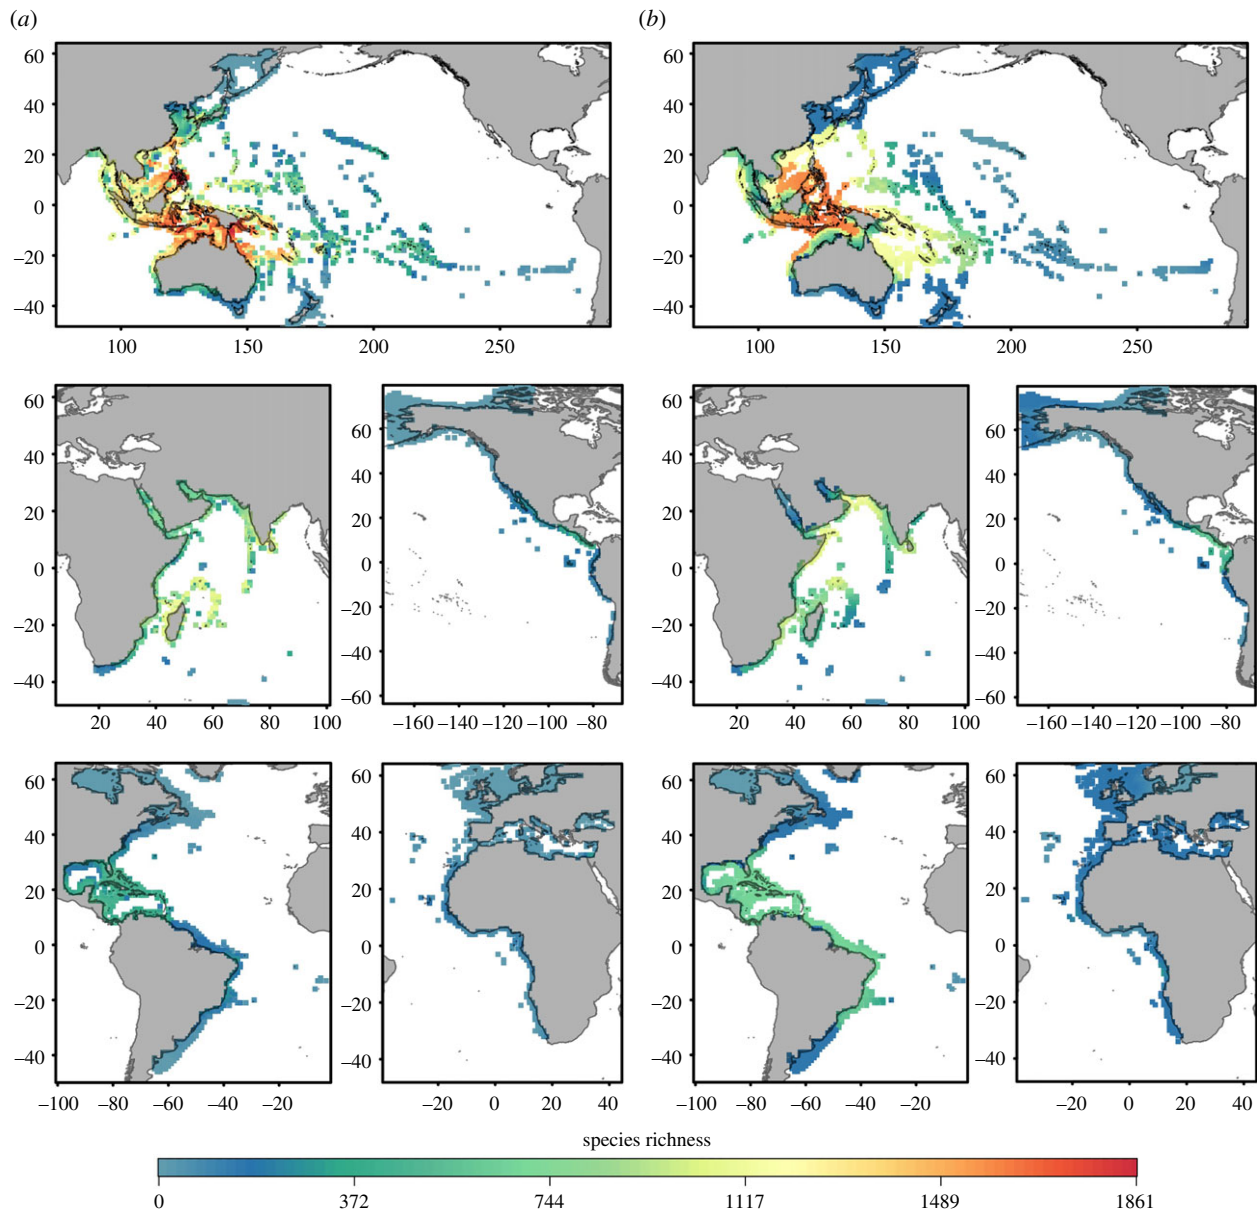 (a) (b)
60 60
40 40
20 20
0 0
–20 –20
–40 –40
100 150 200 250 100 150 200 250
60 60 60 60
40 40 40 40
20 20 20 20
0 0 0 0
–20 –20 –20 –20
–40 –40 –40 –40
–60 –60
20 40 60 80 100 –160 –140 –120 –100 –80 20 40 60 80 100 –160 –140 –120 –100 –80
60 60 60 60
40 40 40 40
20 20 20 20
0 0 0 0
–20 –20 –20 –20
–40 –40 –40 –40
–100 –80 –60 –40 –20 –20 0 20 40 –100 –80 –60 –40 –20 –20 0 20 40
species richness
0 372 744 1117 1489 1861